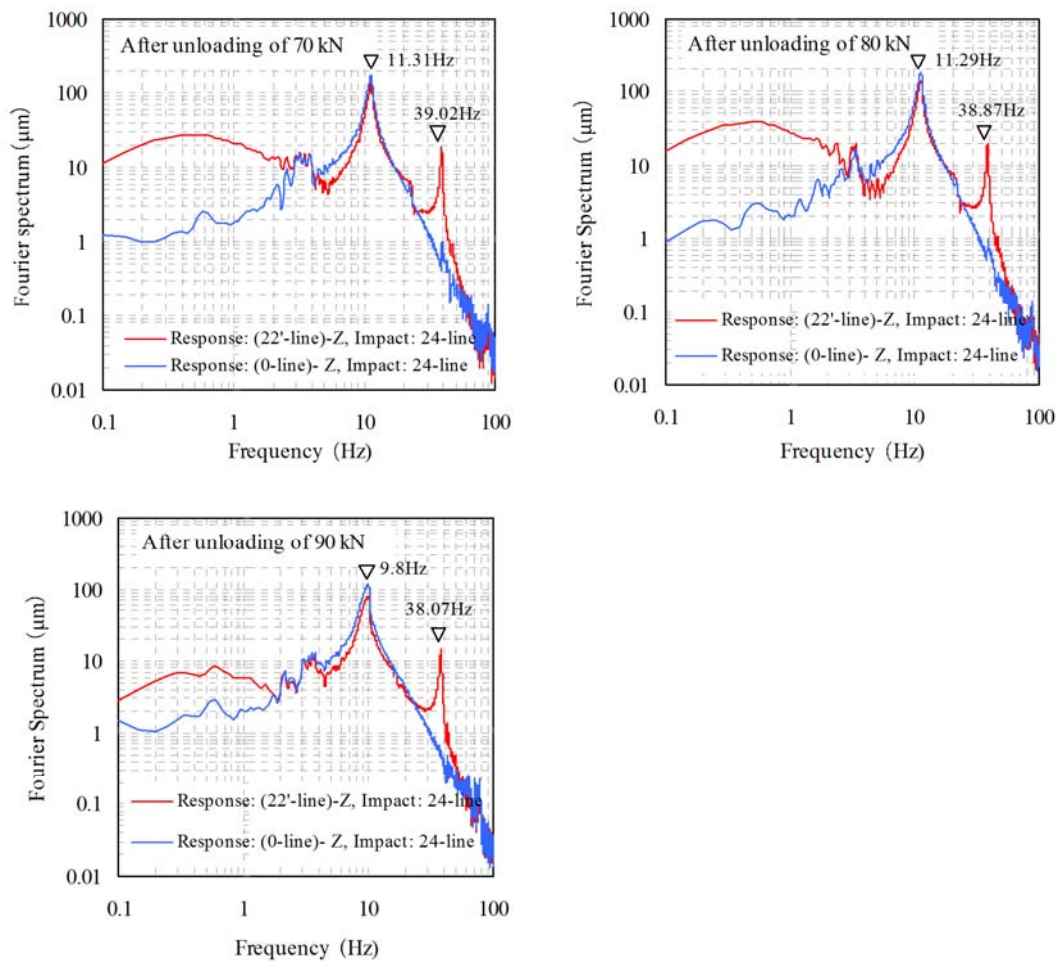 After unloading of 70 kN
11.31Hz
39.02Hz
1000
100
10
1
0.1
0.01
Fourier spectrum (μm)
Response: (22'-line)-Z, Impact: 24-line
Response: (0-line)- Z, Impact: 24-line
0.1 1 10 100
Frequency (Hz)
After unloading of 80 kN
11.29Hz
38.87Hz
1000
100
10
1
0.1
0.01
Fourier Spectrum (μm)
Response: (22'-line)-Z, Impact: 24-line
Response: (0-line)- Z, Impact: 24-line
0.1 1 10 100
Frequency (Hz)
After unloading of 90 kN
9.8Hz
38.07Hz
1000
100
10
1
0.1
0.01
Fourier Spectrum (μm)
Response: (22'-line)-Z, Impact: 24-line
Response: (0-line)- Z, Impact: 24-line
0.1 1 10 100
Frequency (Hz)